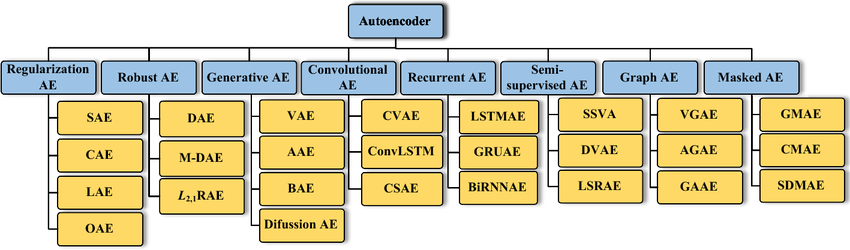 Autoencoder
Regularization
AE
Robust AE
Generative AE
Convolutional
AE
Recurrent AE
Semi-
supervised AE
Graph AE
Masked AE
SAE
CAE
LAE
OAE
DAE
M-DAE
L2,1RAE
VAE
AAE
BAE
Difussion AE
CVAE
ConvLSTM
CSAE
LSTMAE
GRUAE
BiRNNAE
SSVA
DVAE
LSRAE
VGAE
AGAE
GAAE
GMAE
CMAE
SDMAE